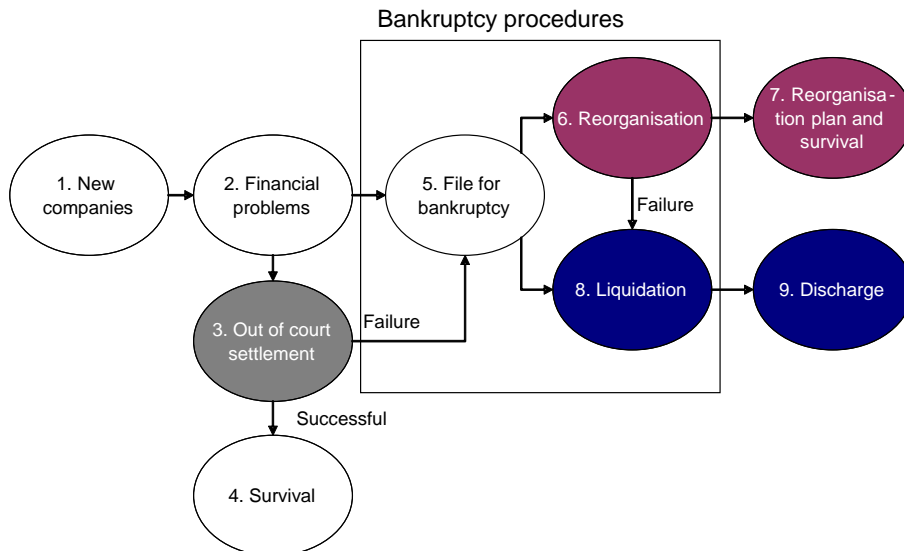 Bankruptcy procedures
1. New
companies
2. Financial
problems
5. File for
bankruptcy
6. Reorganisation
7. Reorganisa-
tion plan and
survival
Failure
8. Liquidation
9. Discharge
3. Out of court
settlement
Failure
Successful
4. Survival